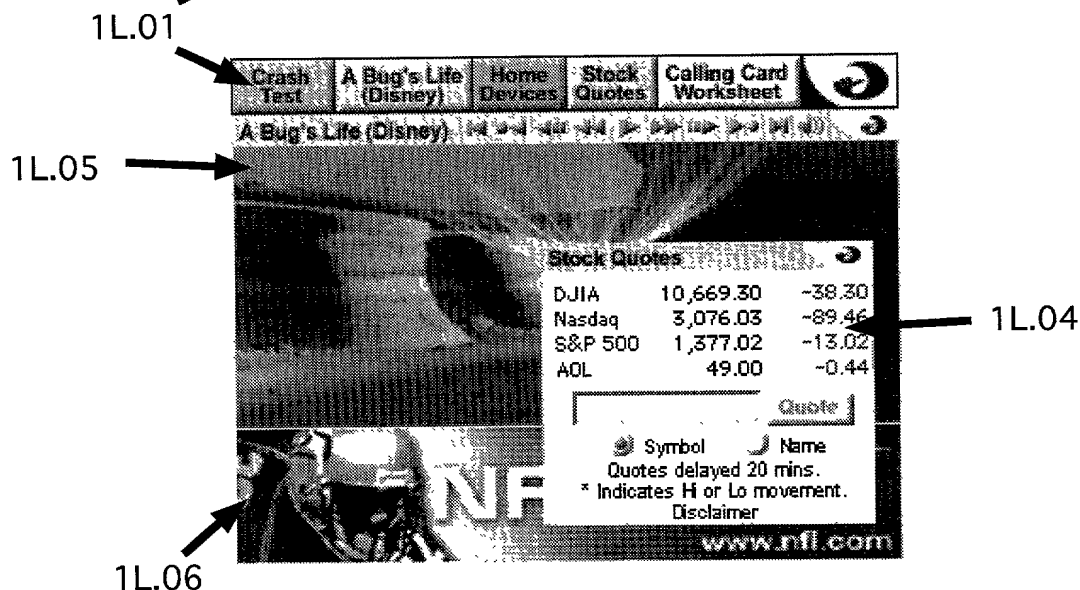 1L.01
Crash Test
A Bug's Life (Disney)
Home Devices
Stock Quotes
Calling Card Worksheet
A Bug's Life (Disney)
1L.05
Stock Quotes
DJIA 10,669.30 -38.30
Nasdaq 3,076.03 -89.46
1L.04
S&P 500 1,377.02 -13.02
AOL 49.00 -0.44
Quote
Symbol Name
Quotes delayed 20 mins.
* Indicates Hi or Lo movement.
Disclaimer
www.nfl.com
1L.06